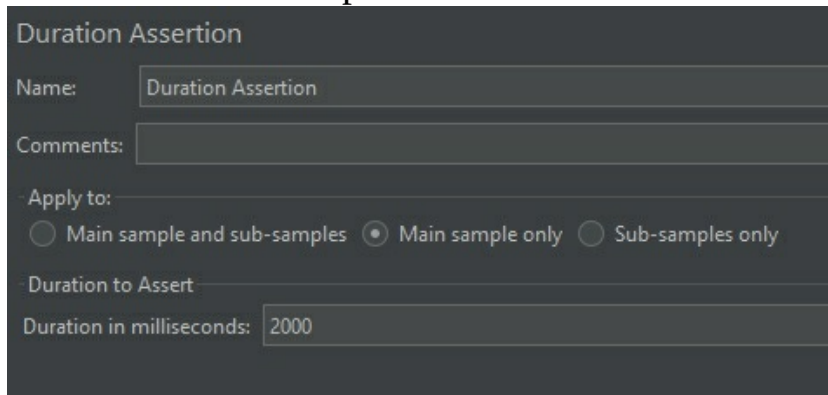 Duration Assertion
Name: Duration Assertion
Comments:
Apply to:
Main sample and sub-samples Main sample only Sub-samples only
Duration to Assert
Duration in milliseconds: 2000